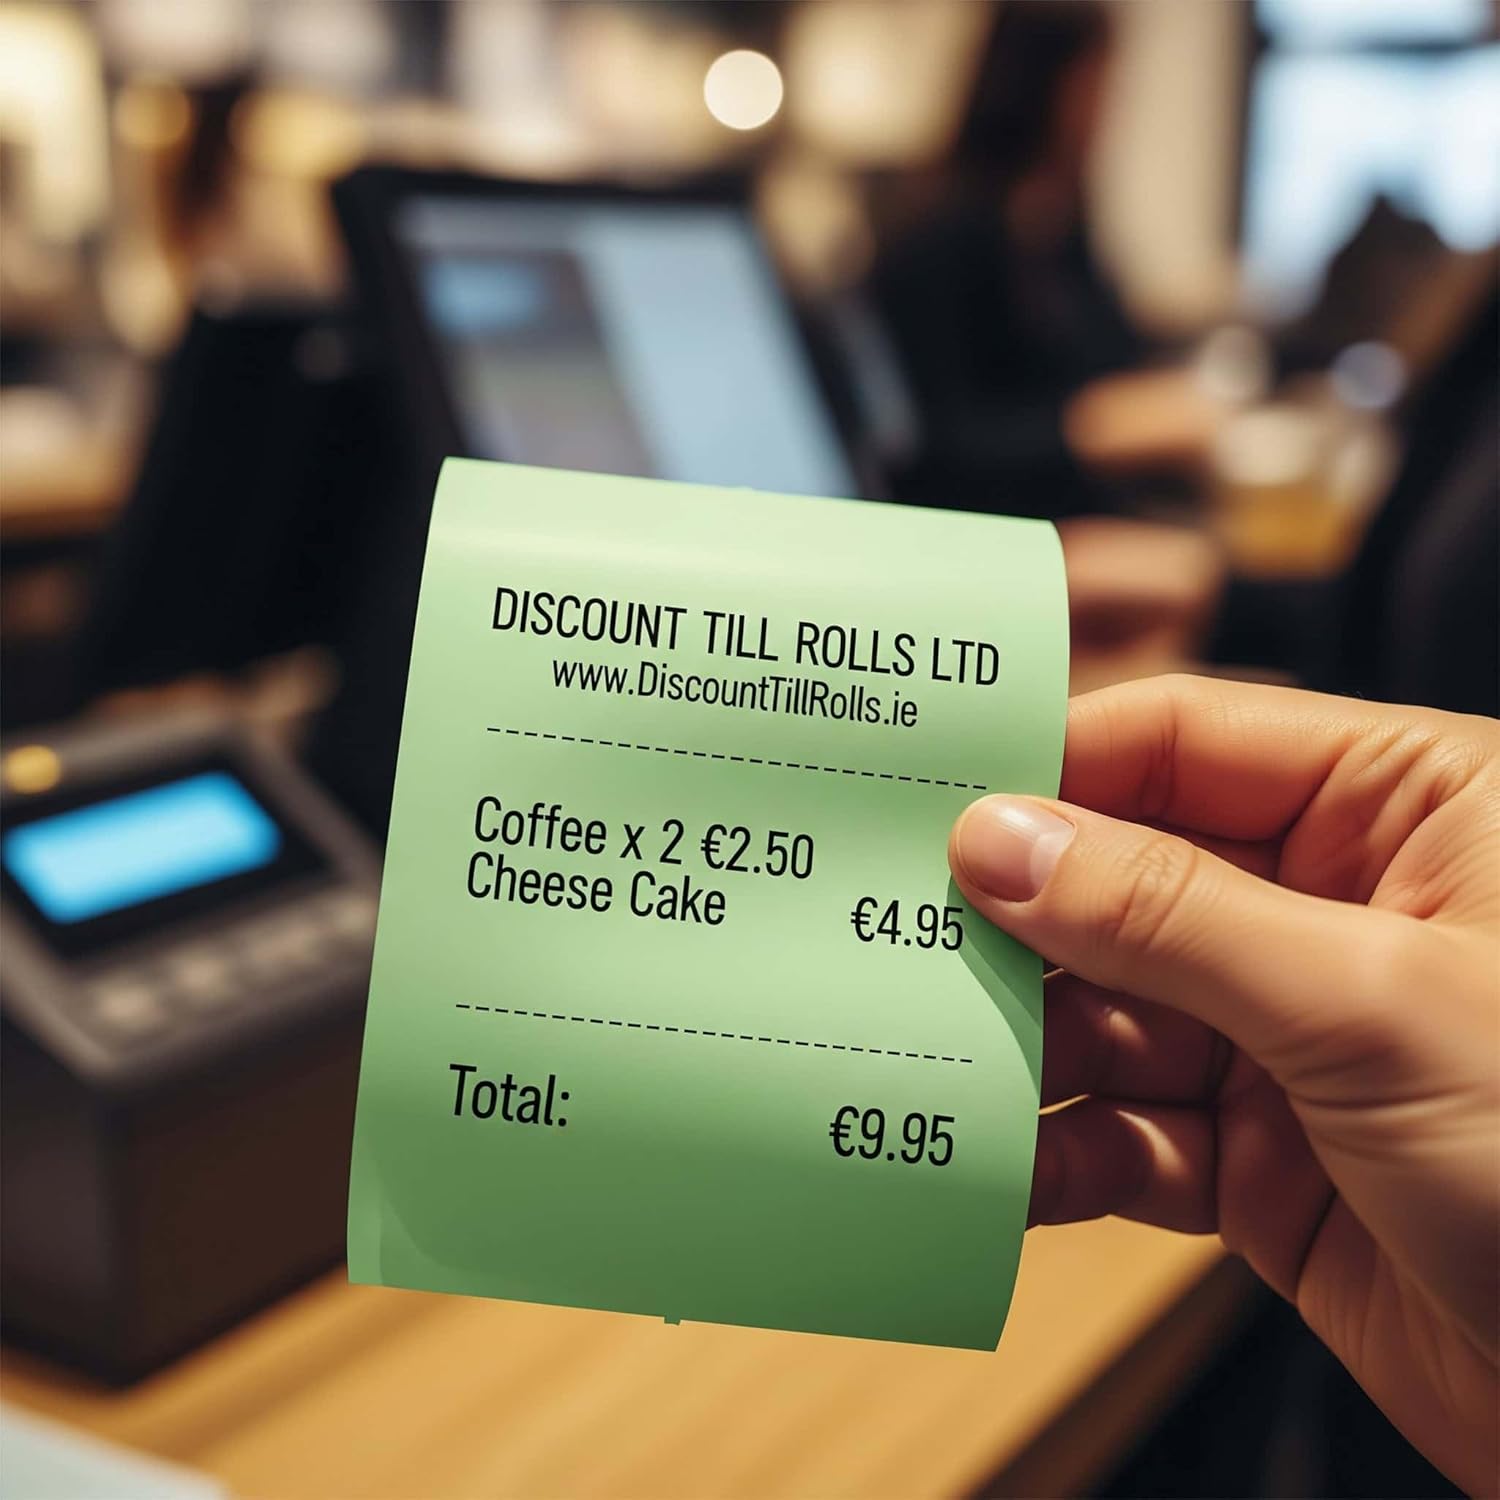 DISCOUNT TILL ROLLS LTD
www.DiscountTillRolls.ie
Coffee x 2 €2.50
Cheese Cake €4.95
Total: €9.95